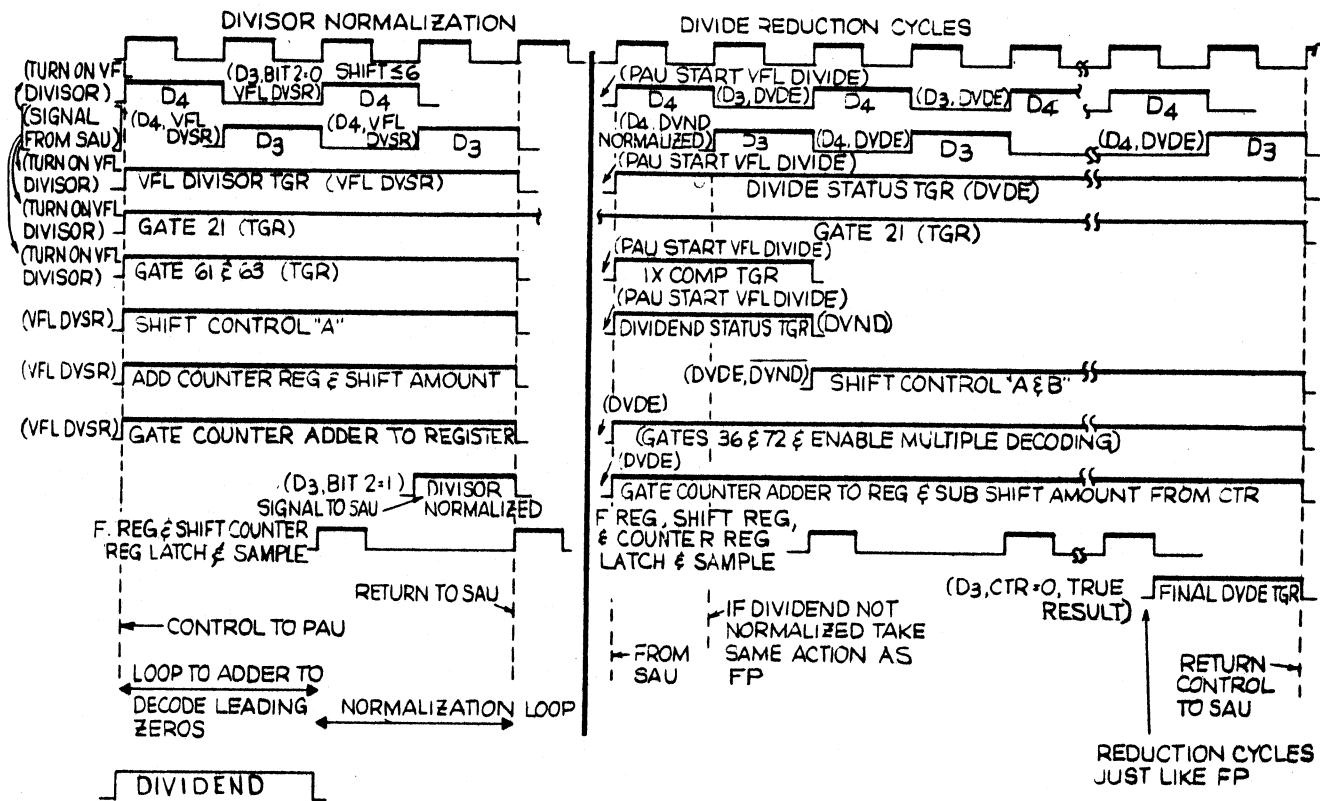 DIVISOR NORMALIZATION
(TURN ON VFL
DIVISOR)
(D3, BIT 2=0
VFL DVSR)
SHIFT ≤6
D4
D4
(SIGNAL
FROM SAU)
(D4, VFL
DVSR)
D3
(D4, VFL
DVSR)
D3
(TURN ON VFL
DIVISOR)
VFL DIVISOR TGR (VFL DVSR)
(TURN ON VFL
DIVISOR)
GATE 21 (TGR)
(TURN ON VFL
DIVISOR)
GATE 61 & 63 (TGR)
(VFL DVSR)
SHIFT CONTROL "A"
(VFL DVSR)
ADD COUNTER REG & SHIFT AMOUNT
(VFL DVSR)
GATE COUNTER ADDER TO REGISTER
(D3, BIT 2=1)
SIGNAL TO SAU
DIVISOR
NORMALIZED
F. REG & SHIFT COUNTER
REG LATCH & SAMPLE
RETURN TO SAU
CONTROL TO PAU
LOOP TO ADDER TO
DECODE LEADING
ZEROS
NORMALIZATION LOOP
DIVIDEND
DIVIDE REDUCTION CYCLES
(PAU START VFL DIVIDE)
D4
(D3, DVDE)
D4
(D3, DVDE)
D4
D4
(D4, DVND
NORMALIZED)
D3
(D4, DVDE)
D3
(D4, DVDE)
D3
(PAU START VFL DIVIDE)
DIVIDE STATUS TGR (DVDE)
GATE 21 (TGR)
(PAU START VFL DIVIDE)
1X COMP TGR
(PAU START VFL DIVIDE)
DIVIDEND STATUS TGR (DVND)
(DVDE, DVND)
SHIFT CONTROL "A & B"
(DVDE)
(GATES 36 & 72 & ENABLE MULTIPLE DECODING)
(DVDE)
GATE COUNTER ADDER TO REG & SUB SHIFT AMOUNT FROM CTR
F REG, SHIFT REG,
& COUNTER REG
LATCH & SAMPLE
(D3, CTR=0, TRUE
RESULT)
FINAL DVDE TGR
FROM
SAU
IF DIVIDEND NOT
NORMALIZED TAKE
SAME ACTION AS
FP
RETURN
CONTROL
TO SAU
REDUCTION CYCLES
JUST LIKE FP